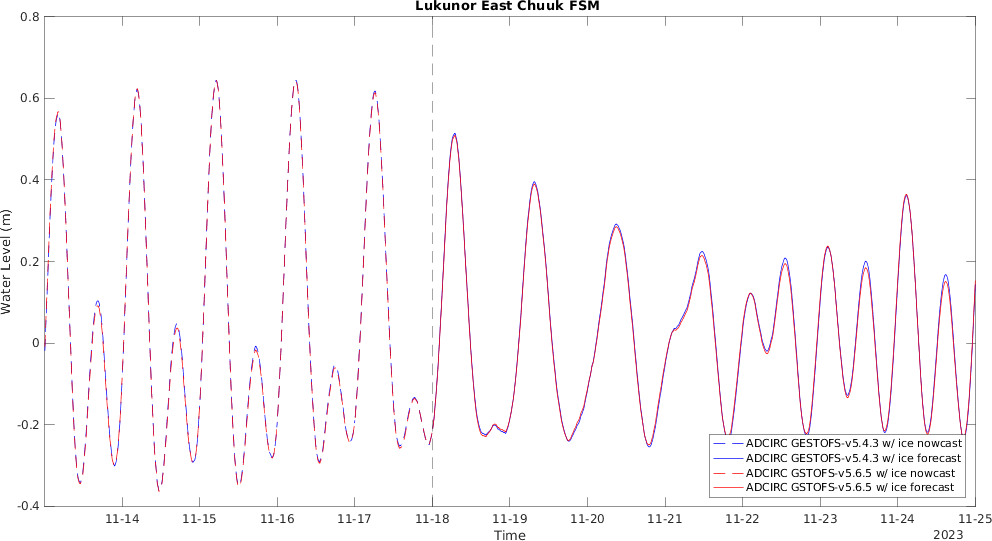 Lukunor East Chuuk FSM
0.8
0.6
0.4
0.2
0
-0.2
-0.4
Water Level (m)
11-14 11-15 11-16 11-17 11-18 11-19 11-20 11-21 11-22 11-23 11-24 11-25
Time
2023
ADCIRC GESTOFS-v5.4.3 w/ ice nowcast
ADCIRC GESTOFS-v5.4.3 w/ ice forecast
ADCIRC GSTOFS-v5.6.5 w/ ice nowcast
ADCIRC GSTOFS-v5.6.5 w/ ice forecast